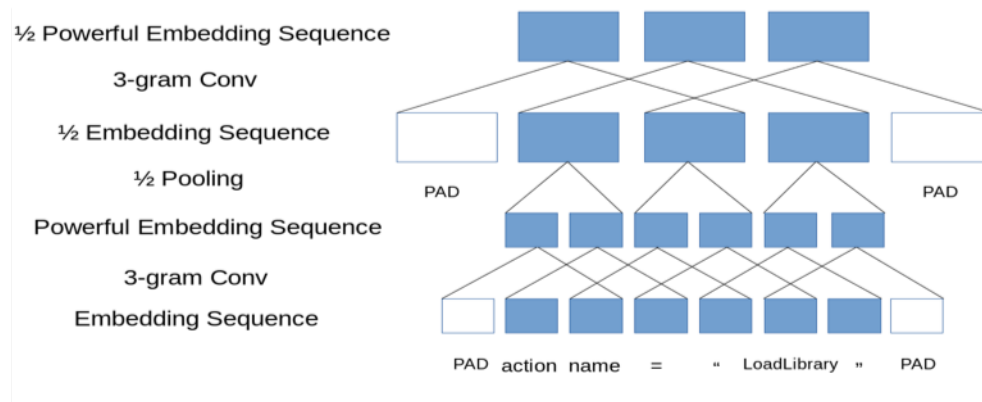 ½ Powerful Embedding Sequence
3-gram Conv
½ Embedding Sequence
½ Pooling
PAD PAD
Powerful Embedding Sequence
3-gram Conv
Embedding Sequence
PAD action name = “ LoadLibrary ” PAD